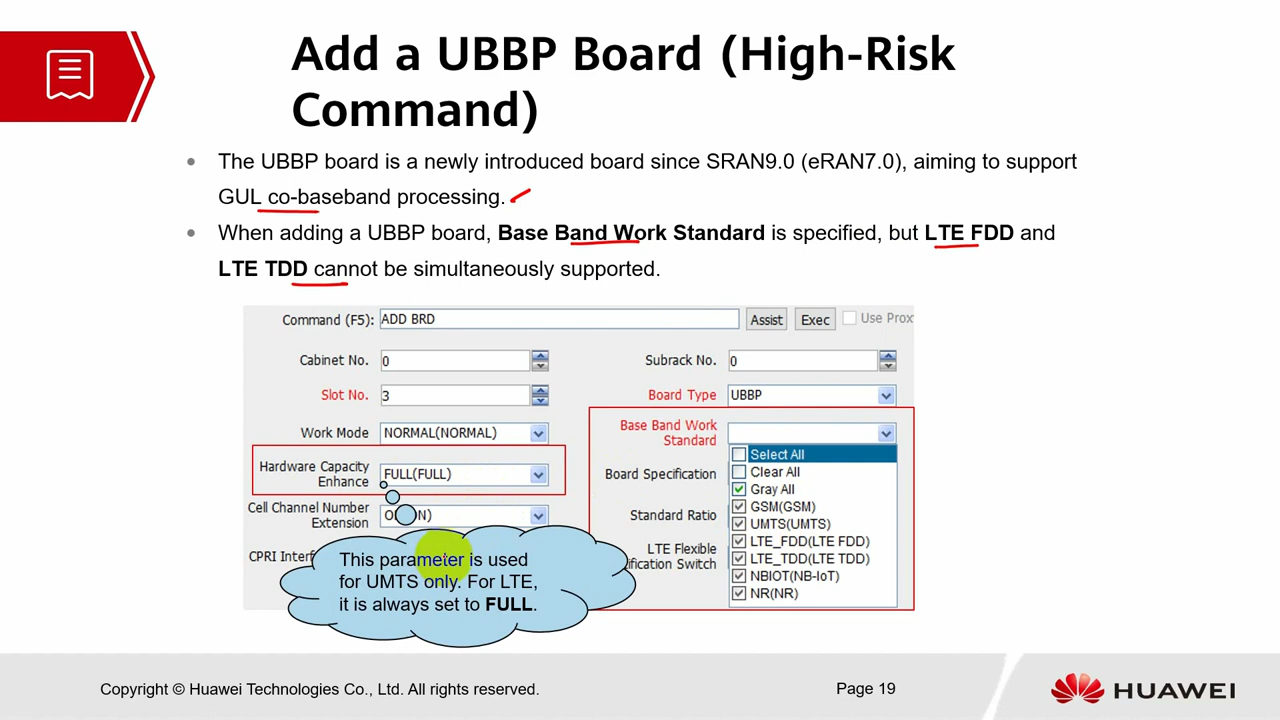 Add a UBBP Board (High-Risk
Command)
The UBBP board is a newly introduced board since SRAN9.0 (eRAN7.0), aiming to support
GUL co-baseband processing.
When adding a UBBP board, Base Band Work Standard is specified, but LTE FDD and
LTE TDD cannot be simultaneously supported.
Command (F5): ADD BRD Assist Exec Use Prox
Cabinet No. 0 Subrack No. 0
Slot No. 3 Board Type UBBP
Work Mode NORMAL(NORMAL) Base Band Work
Standard
Select All
Hardware Capacity
Enhance FULL(FULL) Board Specification Clear All
Gray All
GSM(GSM)
Cell Channel Number
Extension Standard Ratio UMTS(UMTS)
LTE_FDD(LTE FDD)
CPRI LTE Flexible LTE_TDD(LTE TDD)
Switch NBIOT(NB-IoT)
NR(NR)
This parameter is used
for UMTS only. For LTE,
it is always set to FULL.
Copyright © Huawei Technologies Co., Ltd. All rights reserved.
Page 19
HUAWEI